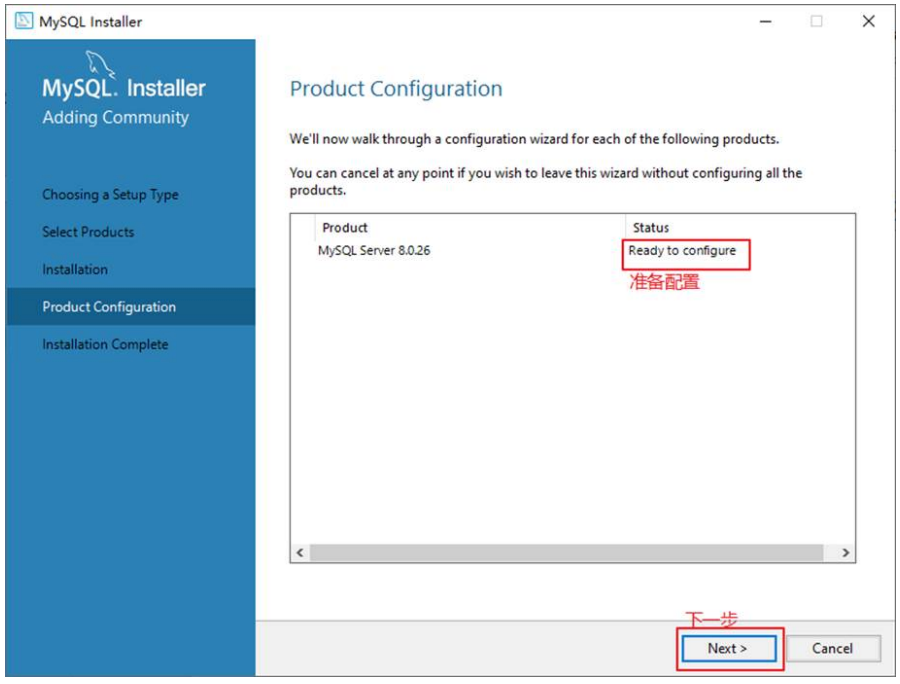 MySQL Installer
MySQL. Installer
Adding Community
Choosing a Setup Type
Select Products
Installation
Product Configuration
Installation Complete
Product Configuration
We'll now walk through a configuration wizard for each of the following products.
You can cancel at any point if you wish to leave this wizard without configuring all the
products.
Product Status
MySQL Server 8.0.26 Ready to configure
准备配置
下一步
Next > Cancel